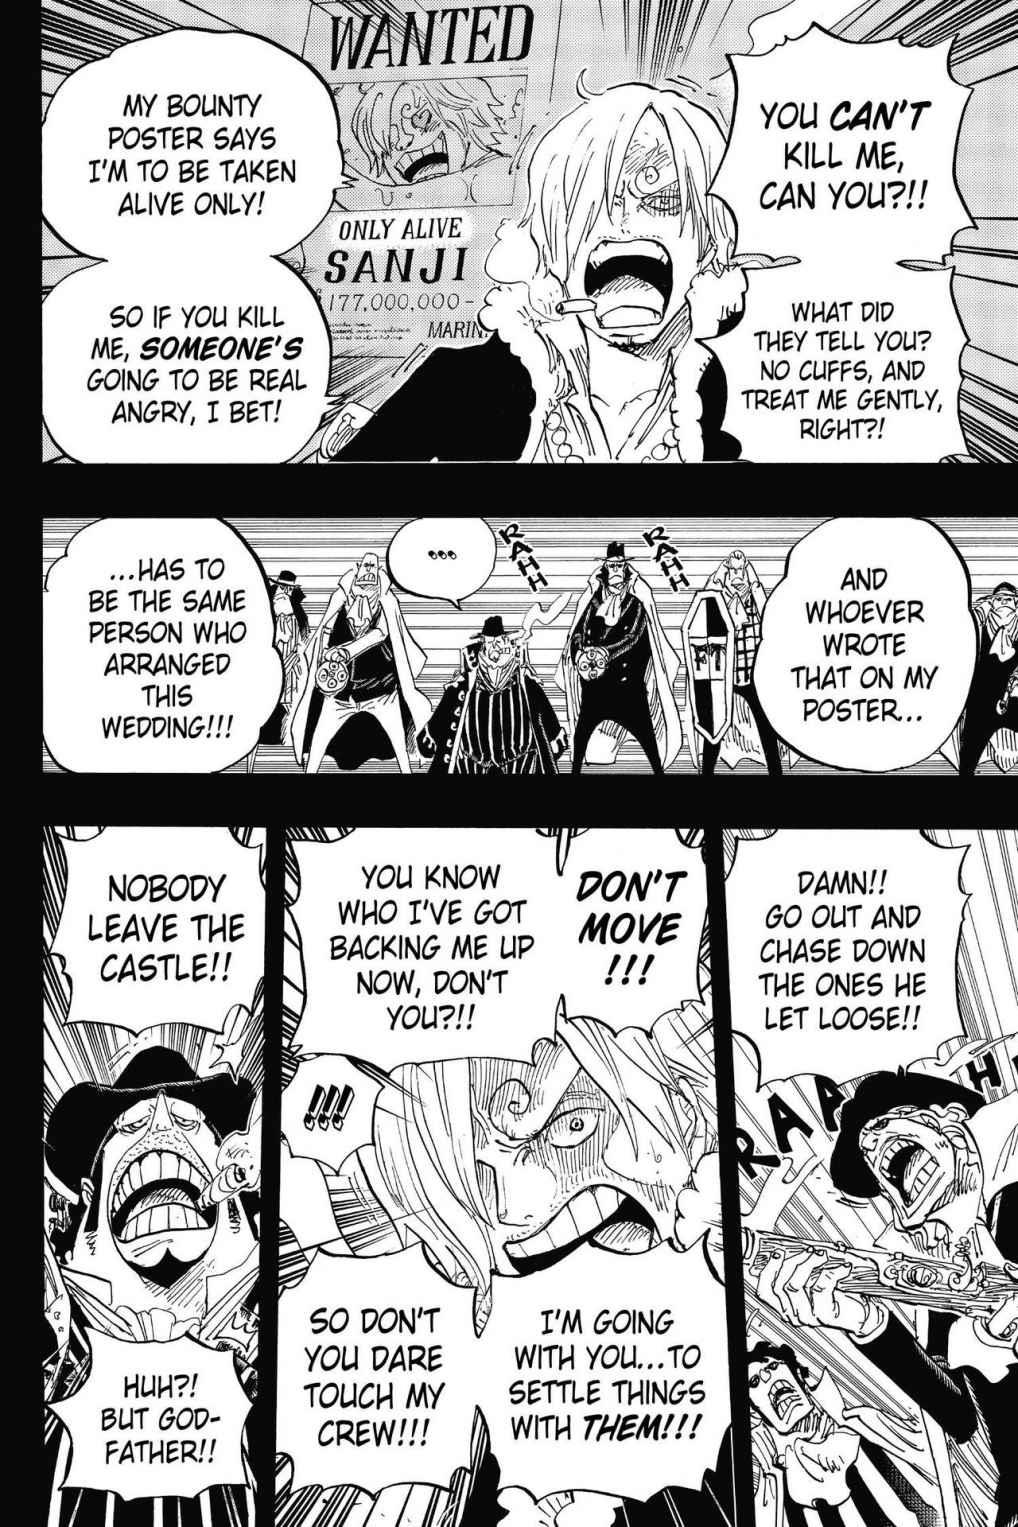 YOU CAN'T
KILL ME,
CAN YOU?!!
WHAT DID
THEY TELL YOU?
NO CUFFS, AND
TREAT ME GENTLY,
RIGHT?!
WANTED
ONLY ALIVE
SANJI
177,000,000-
MARIN
MY BOUNTY
POSTER SAYS
I'M TO BE TAKEN
ALIVE ONLY!
SO IF YOU KILL
ME, SOMEONE'S
GOING TO BE REAL
ANGRY, I BET!
AND
WHOEVER
WROTE
THAT ON MY
POSTER...
RAHH
RAHH
...
...HAS TO
BE THE SAME
PERSON WHO
ARRANGED
THIS
WEDDING!!!
DAMN!!
GO OUT AND
CHASE DOWN
THE ONES HE
LET LOOSE!!
RAAAHH
DON'T
MOVE
!!!
YOU KNOW
WHO I'VE GOT
BACKING ME UP
NOW, DON'T
YOU?!!
!!!
I'M GOING
WITH YOU...TO
SETTLE THINGS
WITH THEM!!!
SO DON'T
YOU DARE
TOUCH MY
CREW!!!
NOBODY
LEAVE THE
CASTLE!!
HUH?!
BUT GOD-
FATHER!!